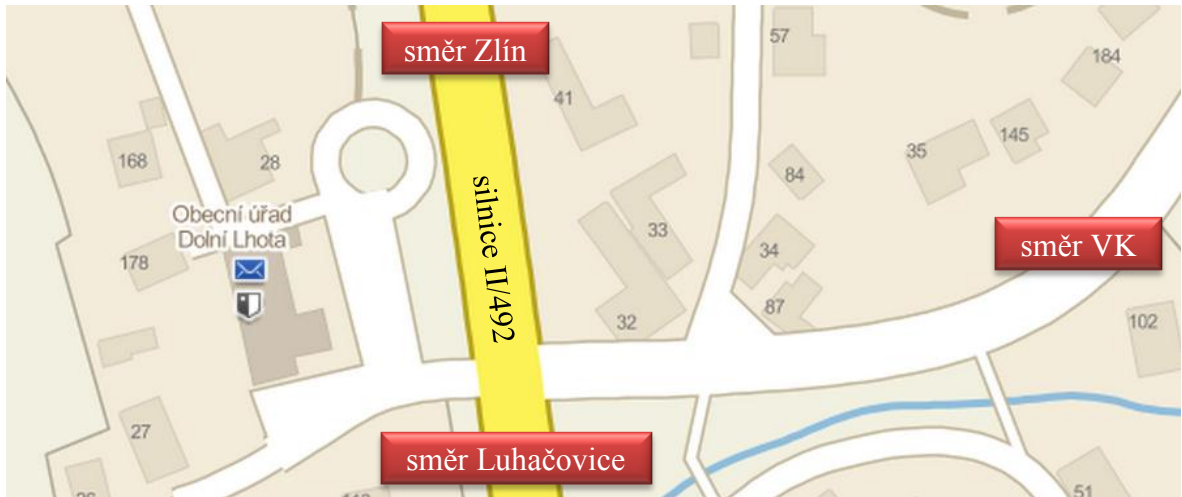 směr Zlín
57
184
41
168
28
35
145
84
Obecní úřad
Dolní Lhota
silnice II/492
33
178
34
směr VK
32
87
102
27
směr Luhačovice
51